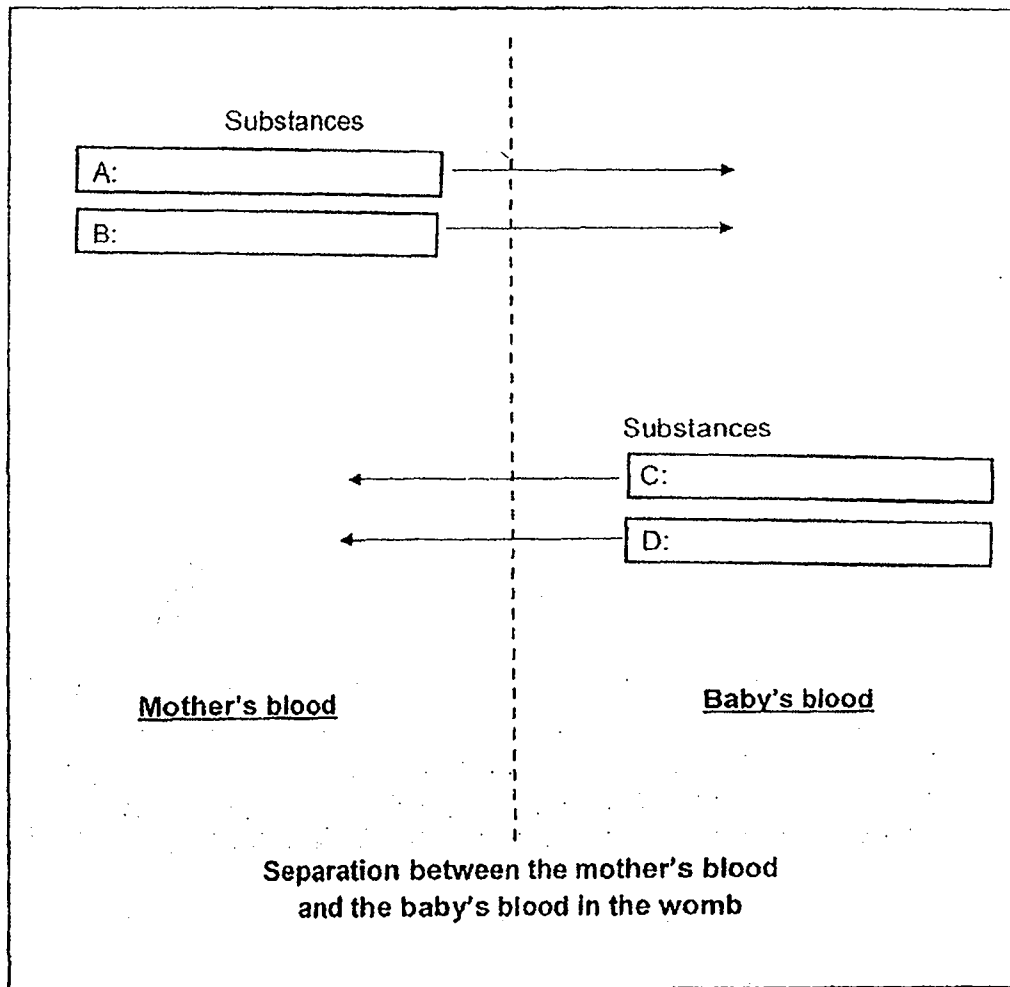 Substances
A:
B:
Substances
C:
D:
Mother's blood
Baby's blood
Separation between the mother's blood
and the baby's blood in the womb